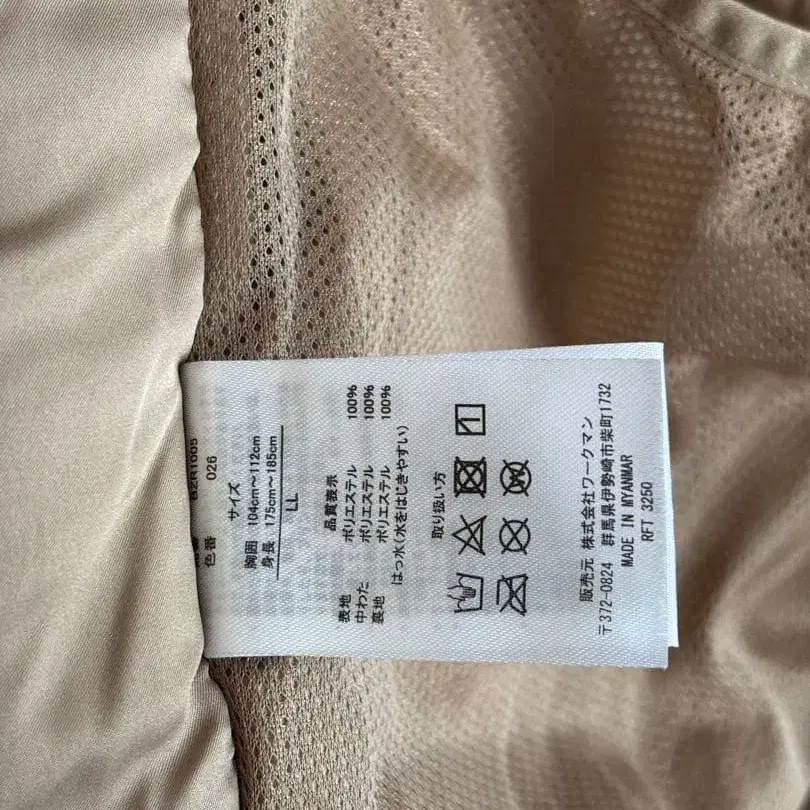 BZR1005
色番 026
サイズ
胸囲 104cm〜112cm
身長 175cm〜185cm
LL
品質表示
表地 ポリエステル 100%
中わた ポリエステル 100%
裏地 ポリエステル 100%
はっ水(水をはじきやすい)
取り扱い方
販売元 株式会社ワークマン
〒372-0824 群馬県伊勢崎市柴町1732
MADE IN MYANMAR
RFT 3250